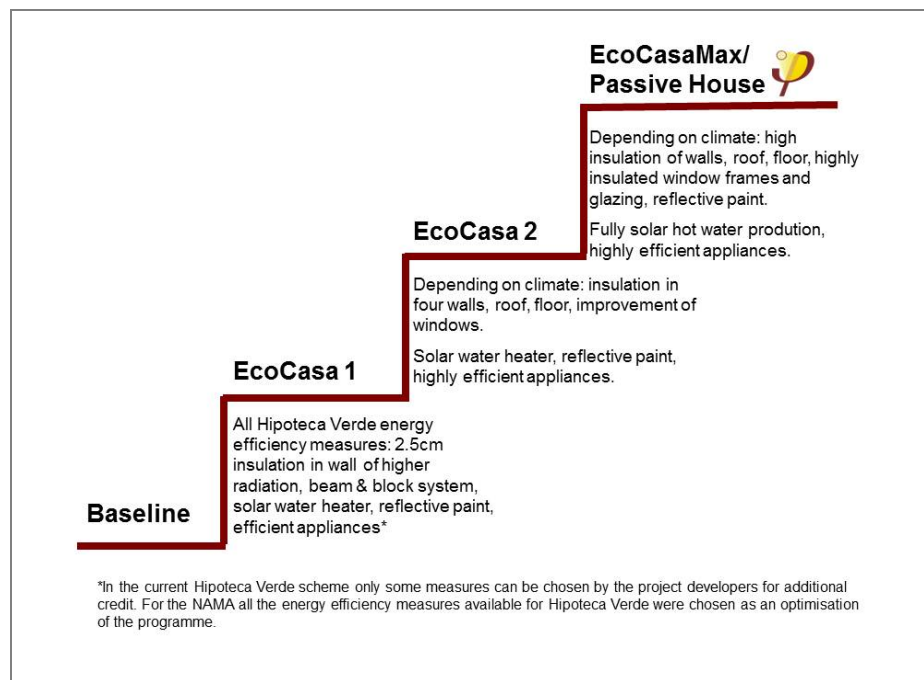 EcoCasaMax/
Passive House
Depending on climate: high
insulation of walls, roof, floor, highly
insulated window frames and
glazing, reflective paint.
Fully solar hot water prodution,
highly efficient appliances.
EcoCasa 2
Depending on climate: insulation in
four walls, roof, floor, improvement of
windows.
Solar water heater, reflective paint,
highly efficient appliances.
EcoCasa 1
All Hipoteca Verde energy
efficiency measures: 2.5cm
insulation in wall of higher
radiation, beam & block system,
solar water heater, reflective paint,
efficient appliances*
Baseline
*In the current Hipoteca Verde scheme only some measures can be chosen by the project developers for additional
credit. For the NAMA all the energy efficiency measures available for Hipoteca Verde were chosen as an optimisation
of the programme.